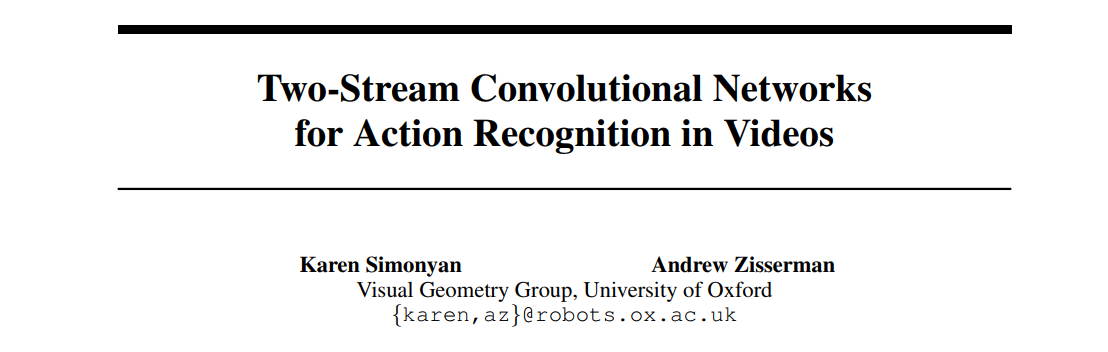 Two-Stream Convolutional Networks
for Action Recognition in Videos
Karen Simonyan Andrew Zisserman
Visual Geometry Group, University of Oxford
{karen,az}@robots.ox.ac.uk